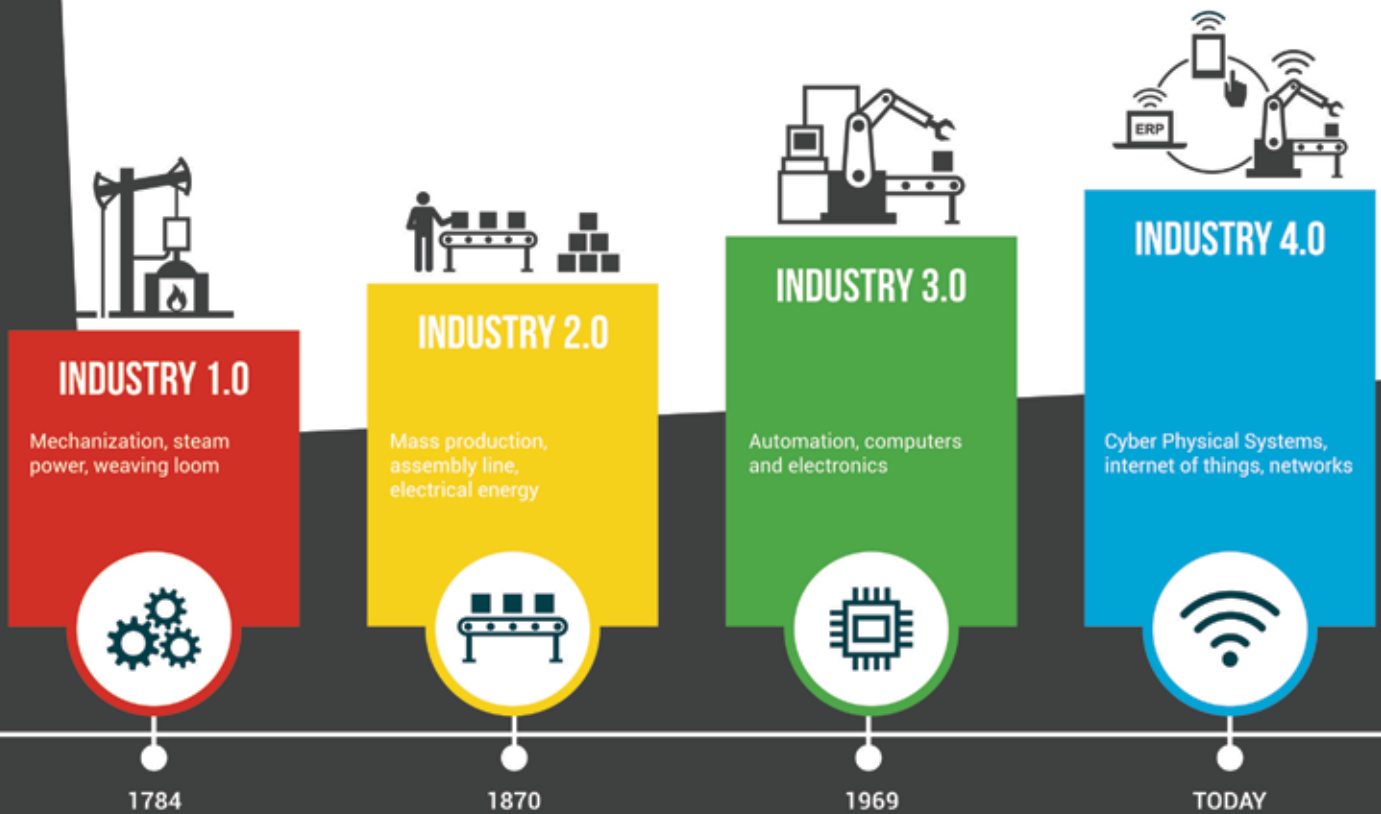 ERP
INDUSTRY 1.0
Mechanization, steam
power, weaving loom
INDUSTRY 2.0
Mass production,
assembly line,
electrical energy
INDUSTRY 3.0
Automation, computers
and electronics
INDUSTRY 4.0
Cyber Physical Systems,
internet of things, networks
1784
1870
1969
TODAY